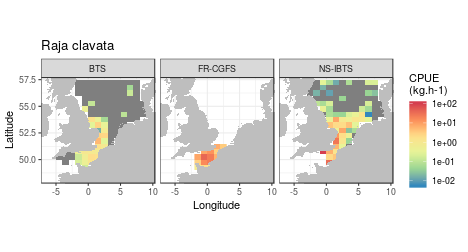 Raja clavata
BTS
FR-CGFS
NS-IBTS
CPUE
(kg.h-1)
1e+02
1e+01
1e+00
1e-01
1e-02
Latitude
57.5
55.0
52.5
50.0
-5 0 5 10
-5 0 5 10
-5 0 5 10
Longitude